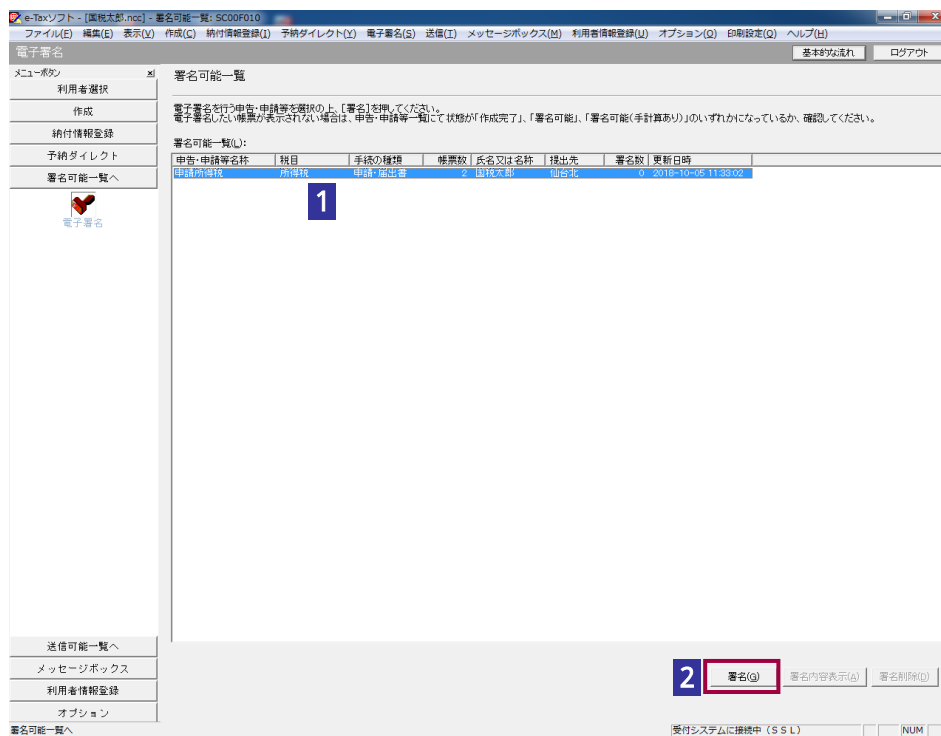 e-Taxソフト - [国税太郎.ncc] - 署名可能一覧: SC00F010
ファイル(F) 編集(E) 表示(V) 作成(C) 納付情報登録(I) 予納ダイレクト(Y) 電子署名(S) 送信(T) メッセージボックス(M) 利用者情報登録(U) オプション(O) 印刷設定(Q) ヘルプ(H)
電子署名 基本的な流れ ログアウト
メニューボタン
利用者選択
作成
納付情報登録
予納ダイレクト
署名可能一覧へ
電子署名
署名可能一覧
電子署名を行う申告・申請等を選択の上、[署名]を押してください。
電子署名したい帳票が表示されない場合は、申告・申請等一覧にて状態が「作成完了」、「署名可能」、「署名可能(手計算あり)」のいずれかになっているか、確認してください。
署名可能一覧(L):
申告・申請等名称 税目 手続の種類 帳票数 氏名又は名称 提出先 署名数 更新日時
申請所得税 所得税 申請・届出書 2 国税太郎 仙台北 0 2018-10-05 11:33:02
1
送信可能一覧へ
メッセージボックス
利用者情報登録
オプション
2 署名(G) 署名内容表示(A) 署名削除(D)
署名可能一覧へ 受付システムに接続中（ＳＳＬ） NUM